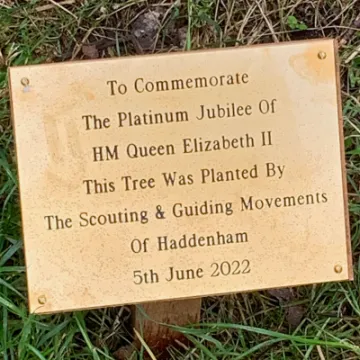 To Commemorate
The Platinum Jubilee Of
HM Queen Elizabeth II
This Tree Was Planted By
The Scouting & Guiding Movements
Of Haddenham
5th June 2022